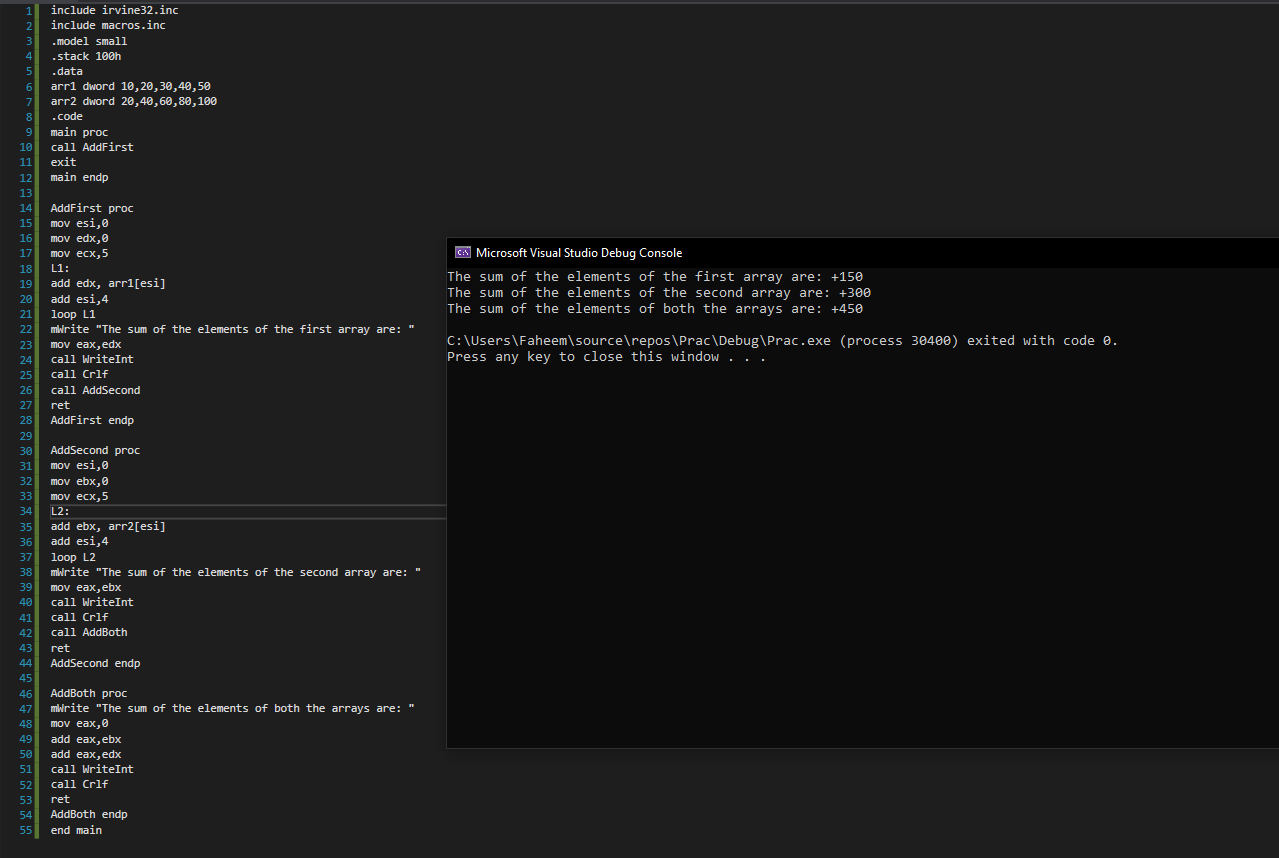 1 include irvine32.inc
2 include macros.inc
3 .model small
4 .stack 100h
5 .data
6 arr1 dword 10,20,30,40,50
7 arr2 dword 20,40,60,80,100
8 .code
9 main proc
10 call AddFirst
11 exit
12 main endp
13
14 AddFirst proc
15 mov esi,0
16 mov edx,0
17 mov ecx,5
18 L1:
19 add edx, arr1[esi]
20 add esi,4
21 loop L1
22 mWrite "The sum of the elements of the first array are: "
23 mov eax,edx
24 call WriteInt
25 call Crlf
26 call AddSecond
27 ret
28 AddFirst endp
29
30 AddSecond proc
31 mov esi,0
32 mov ebx,0
33 mov ecx,5
34 L2:
35 add ebx, arr2[esi]
36 add esi,4
37 loop L2
38 mWrite "The sum of the elements of the second array are: "
39 mov eax,ebx
40 call WriteInt
41 call Crlf
42 call AddBoth
43 ret
44 AddSecond endp
45
46 AddBoth proc
47 mWrite "The sum of the elements of both the arrays are: "
48 mov eax,0
49 add eax,ebx
50 add eax,edx
51 call WriteInt
52 call Crlf
53 ret
54 AddBoth endp
55 end main
Microsoft Visual Studio Debug Console
The sum of the elements of the first array are: +150
The sum of the elements of the second array are: +300
The sum of the elements of both the arrays are: +450
C:\Users\Faheem\source\repos\Prac\Debug\Prac.exe (process 30400) exited with code 0.
Press any key to close this window . . .